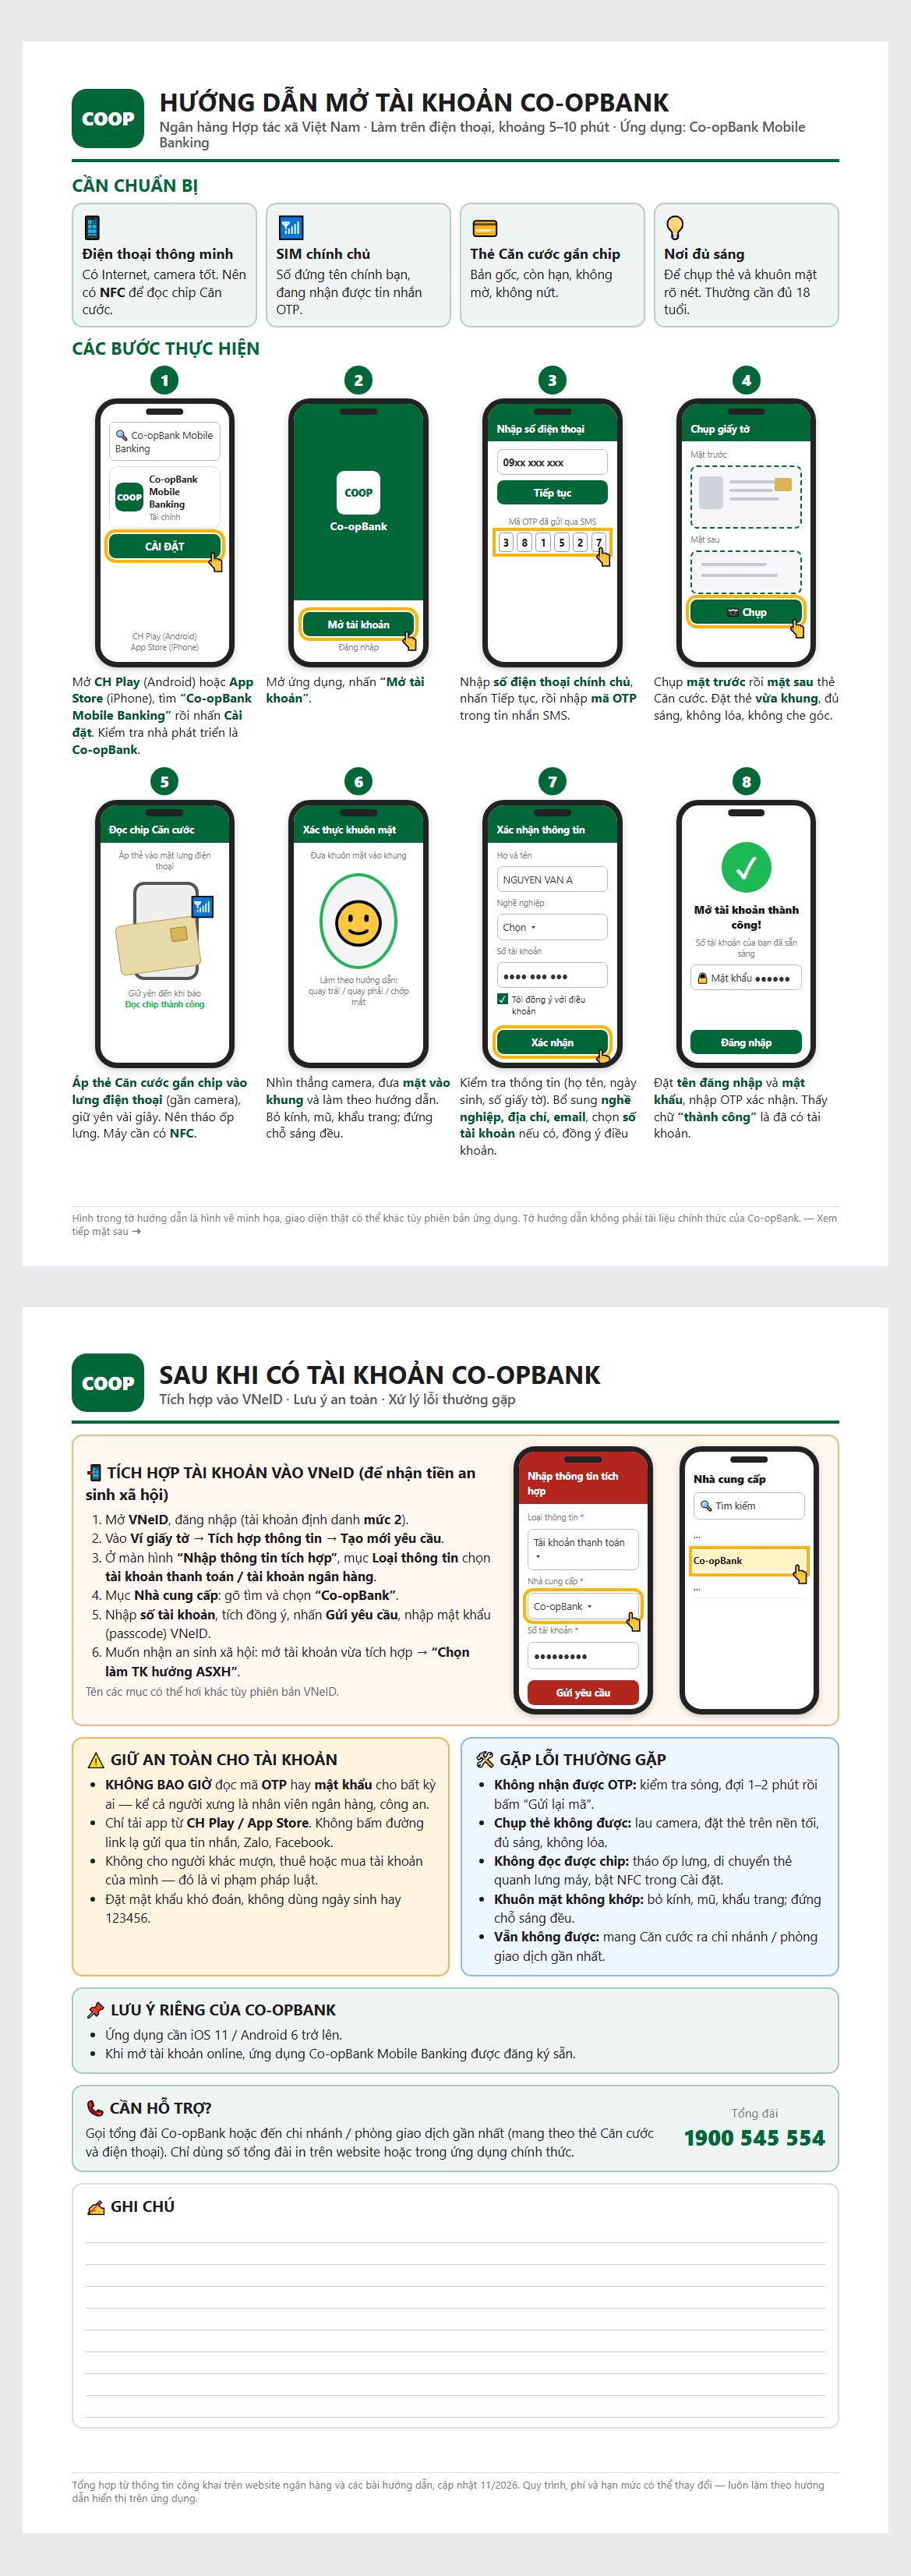 COOP
HƯỚNG DẪN MỞ TÀI KHOẢN CO-OPBANK
Ngân hàng Hợp tác xã Việt Nam · Làm trên điện thoại, khoảng 5–10 phút · Ứng dụng: Co-opBank Mobile
Banking
CẦN CHUẨN BỊ
Điện thoại thông minh
Có Internet, camera tốt. Nên
có NFC để đọc chip Căn
cước.
SIM chính chủ
Số đứng tên chính bạn,
đang nhận được tin nhắn
OTP.
Thẻ Căn cước gắn chip
Bản gốc, còn hạn, không
mờ, không nứt.
Nơi đủ sáng
Để chụp thẻ và khuôn mặt
rõ nét. Thường cần đủ 18
tuổi.
CÁC BƯỚC THỰC HIỆN
1
🔍 Co-opBank Mobile
Banking
COOP
Co-opBank
Mobile
Banking
Tài chính
CÀI ĐẶT
CH Play (Android)
App Store (iPhone)
Mở CH Play (Android) hoặc App
Store (iPhone), tìm “Co-opBank
Mobile Banking” rồi nhấn Cài
đặt. Kiểm tra nhà phát triển là
Co-opBank.
2
COOP
Co-opBank
Mở tài khoản
Đăng nhập
Mở ứng dụng, nhấn “Mở tài
khoản”.
3
Nhập số điện thoại
09xx xxx xxx
Tiếp tục
Mã OTP đã gửi qua SMS
3 8 1 5 2 7
Nhập số điện thoại chính chủ,
nhấn Tiếp tục, rồi nhập mã OTP
trong tin nhắn SMS.
4
Chụp giấy tờ
Mặt trước
Mặt sau
📷 Chụp
Chụp mặt trước rồi mặt sau thẻ
Căn cước. Đặt thẻ vừa khung, đủ
sáng, không lóa, không che góc.
5
Đọc chip Căn cước
Áp thẻ vào mặt lưng điện
thoại
Giữ yên đến khi báo
Đọc chip thành công
Áp thẻ Căn cước gắn chip vào
lưng điện thoại (gần camera),
giữ yên vài giây. Nên tháo ốp
lưng. Máy cần có NFC.
6
Xác thực khuôn mặt
Đưa khuôn mặt vào khung
Làm theo hướng dẫn:
quay trái / quay phải / chớp
mắt
Nhìn thẳng camera, đưa mặt vào
khung và làm theo hướng dẫn.
Bỏ kính, mũ, khẩu trang; đứng
chỗ sáng đều.
7
Xác nhận thông tin
Họ và tên
NGUYEN VAN A
Nghề nghiệp
Chọn ▾
Số tài khoản
•••• ••• •••
✓ Tôi đồng ý với điều
khoản
Xác nhận
Kiểm tra thông tin (họ tên, ngày
sinh, số giấy tờ). Bổ sung nghề
nghiệp, địa chỉ, email, chọn số
tài khoản nếu có, đồng ý điều
khoản.
8
✓
Mở tài khoản thành
công!
Số tài khoản của bạn đã sẵn
sàng
🔒 Mật khẩu ••••••
Đăng nhập
Đặt tên đăng nhập và mật
khẩu, nhập OTP xác nhận. Thấy
chữ “thành công” là đã có tài
khoản.
Hình trong tờ hướng dẫn là hình vẽ minh họa, giao diện thật có thể khác tùy phiên bản ứng dụng. Tờ hướng dẫn không phải tài liệu chính thức của Co-opBank. — Xem
tiếp mặt sau →
COOP
SAU KHI CÓ TÀI KHOẢN CO-OPBANK
Tích hợp vào VNeID · Lưu ý an toàn · Xử lý lỗi thường gặp
📲 TÍCH HỢP TÀI KHOẢN VÀO VNeID (để nhận tiền an
sinh xã hội)
1. Mở VNeID, đăng nhập (tài khoản định danh mức 2).
2. Vào Ví giấy tờ → Tích hợp thông tin → Tạo mới yêu cầu.
3. Ở màn hình “Nhập thông tin tích hợp”, mục Loại thông tin chọn
tài khoản thanh toán / tài khoản ngân hàng.
4. Mục Nhà cung cấp: gõ tìm và chọn “Co-opBank”.
5. Nhập số tài khoản, tích đồng ý, nhấn Gửi yêu cầu, nhập mật khẩu
(passcode) VNeID.
6. Muốn nhận an sinh xã hội: mở tài khoản vừa tích hợp → “Chọn
làm TK hưởng ASXH”.
Tên các mục có thể hơi khác tùy phiên bản VNeID.
Nhập thông tin tích
hợp
Loại thông tin *
Tài khoản thanh toán
▾
Nhà cung cấp *
Co-opBank ▾
Số tài khoản *
•••••••••
Gửi yêu cầu
Nhà cung cấp
🔍 Tìm kiếm
...
Co-opBank
...
⚠ GIỮ AN TOÀN CHO TÀI KHOẢN
• KHÔNG BAO GIỜ đọc mã OTP hay mật khẩu cho bất kỳ
ai — kể cả người xưng là nhân viên ngân hàng, công an.
• Chỉ tải app từ CH Play / App Store. Không bấm đường
link lạ gửi qua tin nhắn, Zalo, Facebook.
• Không cho người khác mượn, thuê hoặc mua tài khoản
của mình — đó là vi phạm pháp luật.
• Đặt mật khẩu khó đoán, không dùng ngày sinh hay
123456.
🛠 GẶP LỖI THƯỜNG GẶP
• Không nhận được OTP: kiểm tra sóng, đợi 1–2 phút rồi
bấm “Gửi lại mã”.
• Chụp thẻ không được: lau camera, đặt thẻ trên nền tối,
đủ sáng, không lóa.
• Không đọc được chip: tháo ốp lưng, di chuyển thẻ
quanh lưng máy, bật NFC trong Cài đặt.
• Khuôn mặt không khớp: bỏ kính, mũ, khẩu trang; đứng
chỗ sáng đều.
• Vẫn không được: mang Căn cước ra chi nhánh / phòng
giao dịch gần nhất.
📌 LƯU Ý RIÊNG CỦA CO-OPBANK
• Ứng dụng cần iOS 11 / Android 6 trở lên.
• Khi mở tài khoản online, ứng dụng Co-opBank Mobile Banking được đăng ký sẵn.
📞 CẦN HỖ TRỢ?
Gọi tổng đài Co-opBank hoặc đến chi nhánh / phòng giao dịch gần nhất (mang theo thẻ Căn cước
và điện thoại). Chỉ dùng số tổng đài in trên website hoặc trong ứng dụng chính thức.
Tổng đài
1900 545 554
✍ GHI CHÚ
Tổng hợp từ thông tin công khai trên website ngân hàng và các bài hướng dẫn, cập nhật 11/2026. Quy trình, phí và hạn mức có thể thay đổi — luôn làm theo hướng
dẫn hiển thị trên ứng dụng.